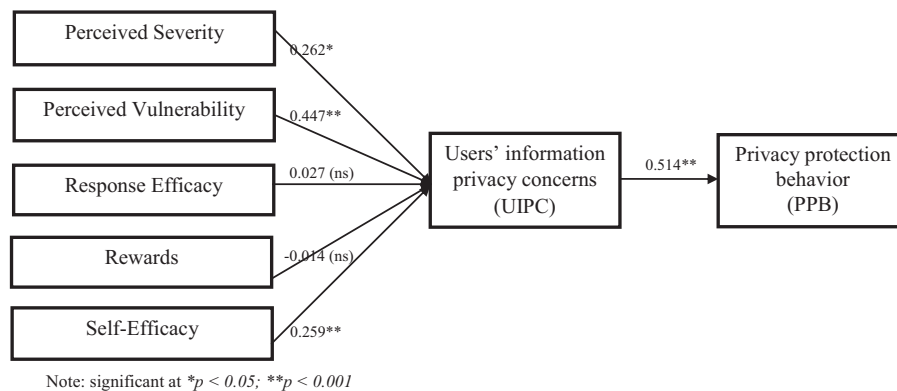 Perceived Severity
0.262*
Perceived Vulnerability
0.447**
Response Efficacy
0.027 (ns)
Rewards
-0.014 (ns)
Self-Efficacy
0.259**
Users’ information
privacy concerns
(UIPC)
0.514**
Privacy protection
behavior
(PPB)
Note: significant at *p < 0.05; **p < 0.001